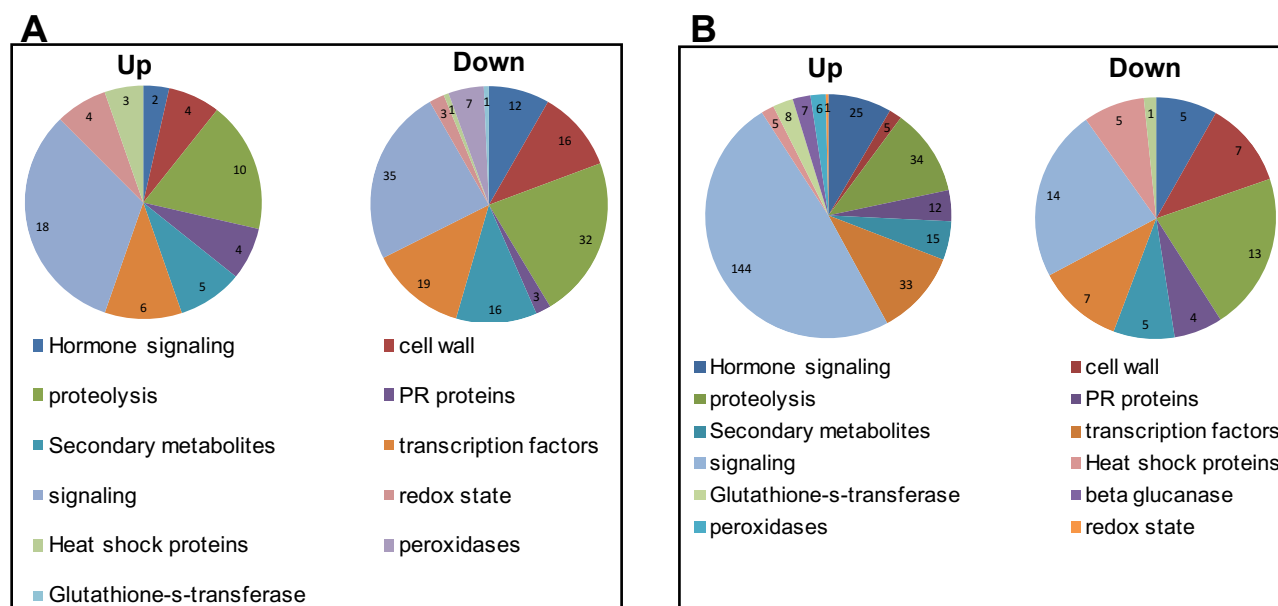 A
Up
Down
2
4
10
4
5
6
18
4
3
12
16
32
3
16
19
35
3
1
7
1
Hormone signaling
cell wall
proteolysis
PR proteins
Secondary metabolites
transcription factors
signaling
redox state
Heat shock proteins
peroxidases
Glutathione-s-transferase
B
Up
Down
25
5
34
12
15
33
144
5
8
7
6
1
5
7
13
4
5
7
14
5
1
Hormone signaling
cell wall
proteolysis
PR proteins
Secondary metabolites
transcription factors
signaling
Heat shock proteins
Glutathione-s-transferase
beta glucanase
peroxidases
redox state